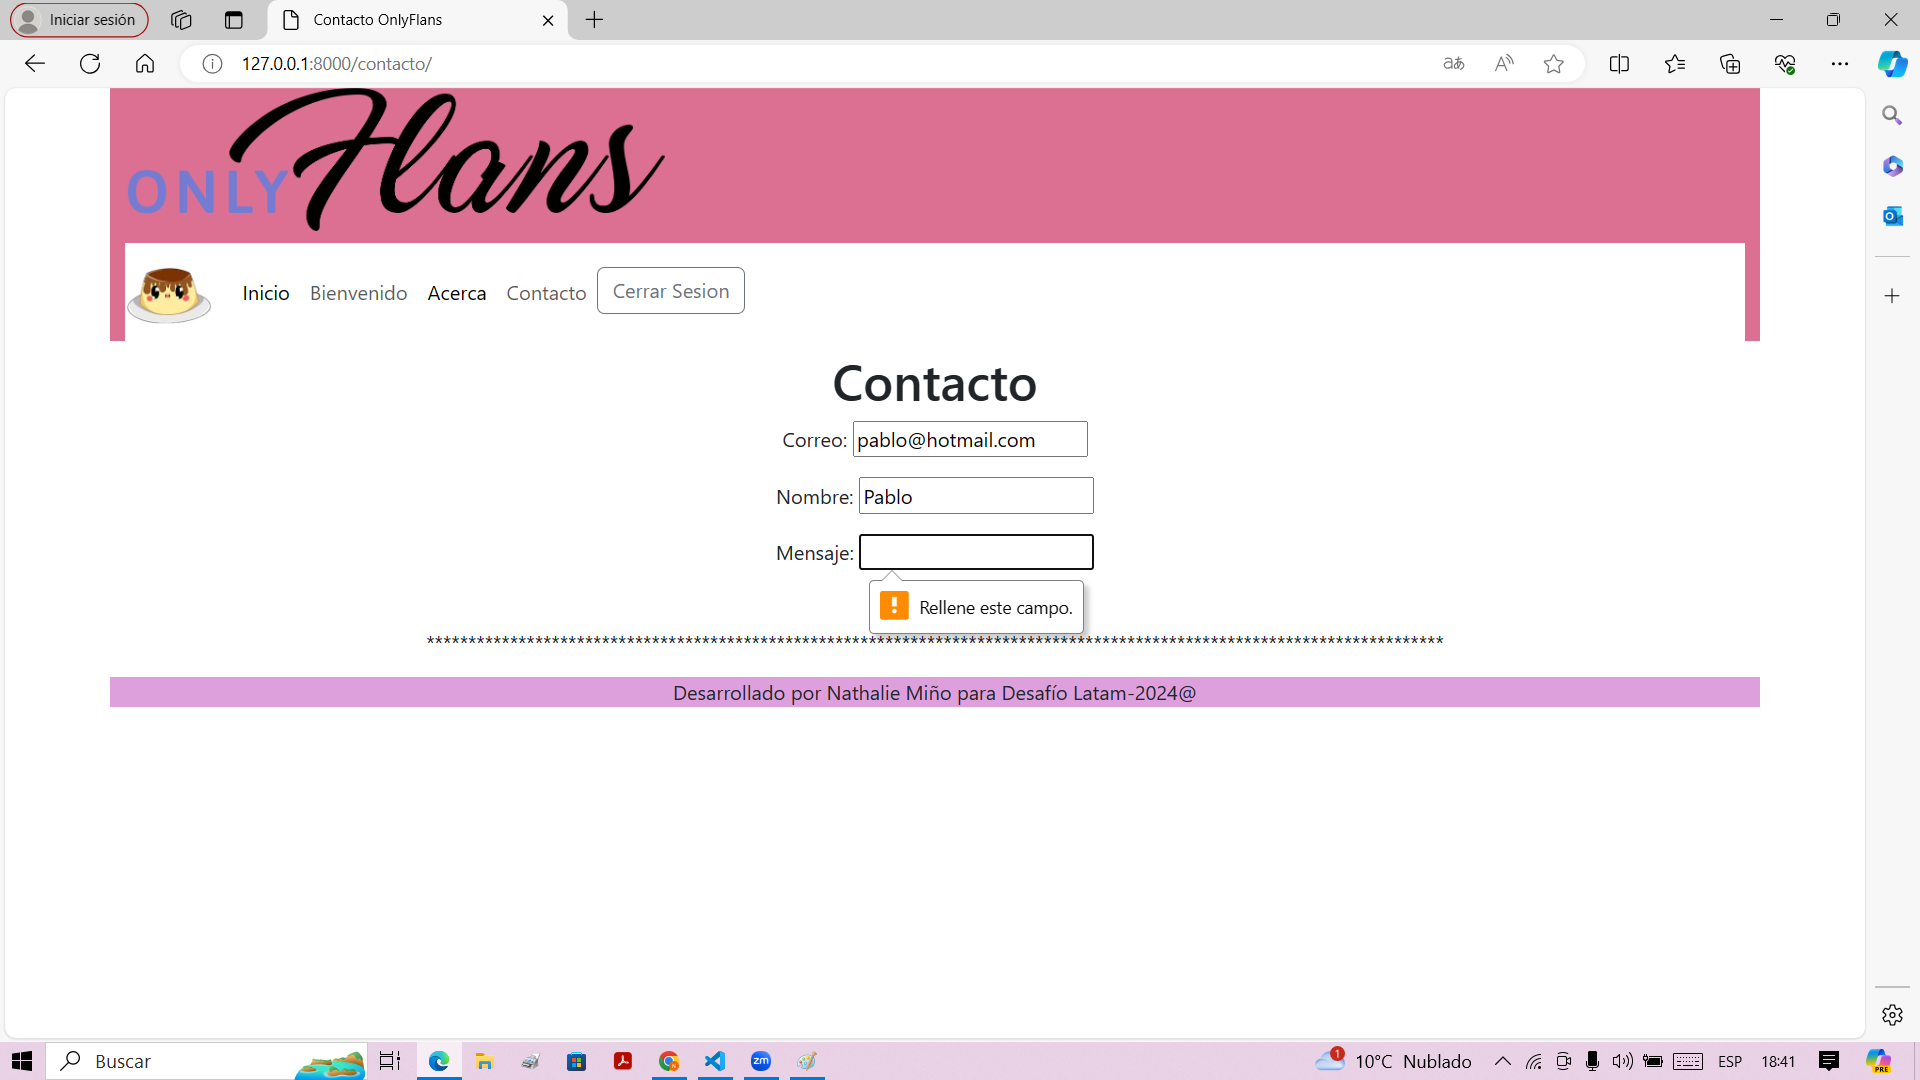 Iniciar sesión
Contacto OnlyFlans
127.0.0.1:8000/contacto/
ONLY Flans
Inicio Bienvenido Acerca Contacto Cerrar Sesion
Contacto
Correo: pablo@hotmail.com
Nombre: Pablo
Mensaje:
! Rellene este campo.
*****************************************************************************************************************************
Desarrollado por Nathalie Miño para Desafío Latam-2024@
Buscar
zm
1
10°C Nublado
ESP
18:41
PRE